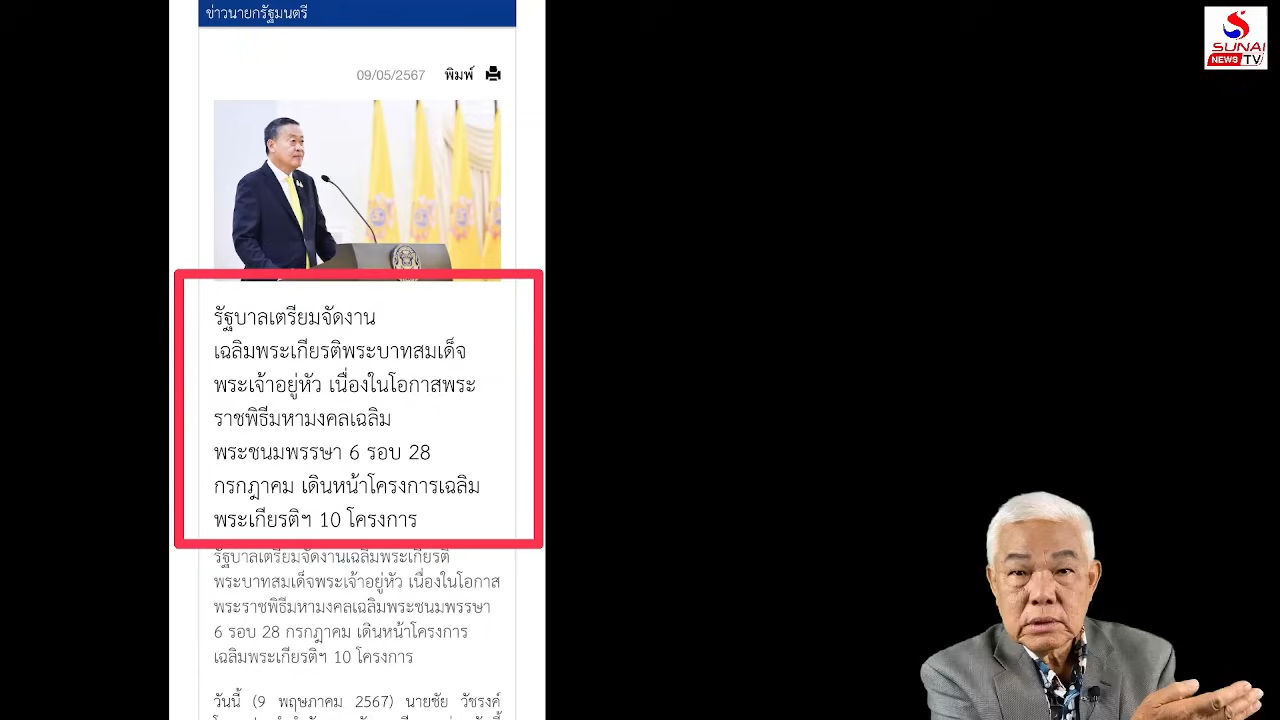 ข่าวนายกรัฐมนตรี
SUNAI
NEWS TV
09/05/2567 พิมพ์
รัฐบาลเตรียมจัดงาน
เฉลิมพระเกียรติพระบาทสมเด็จ
พระเจ้าอยู่หัว เนื่องในโอกาสพระ
ราชพิธีมหามงคลเฉลิม
พระชนมพรรษา 6 รอบ 28
กรกฎาคม เดินหน้าโครงการเฉลิม
พระเกียรติฯ 10 โครงการ
รัฐบาลเตรียมจัดงานเฉลิมพระเกียรติ
พระบาทสมเด็จพระเจ้าอยู่หัว เนื่องในโอกาส
พระราชพิธีมหามงคลเฉลิมพระชนมพรรษา
6 รอบ 28 กรกฎาคม เดินหน้าโครงการ
เฉลิมพระเกียรติฯ 10 โครงการ
วันนี้ (9 พฤษภาคม 2567) นายชัย วัชรงค์